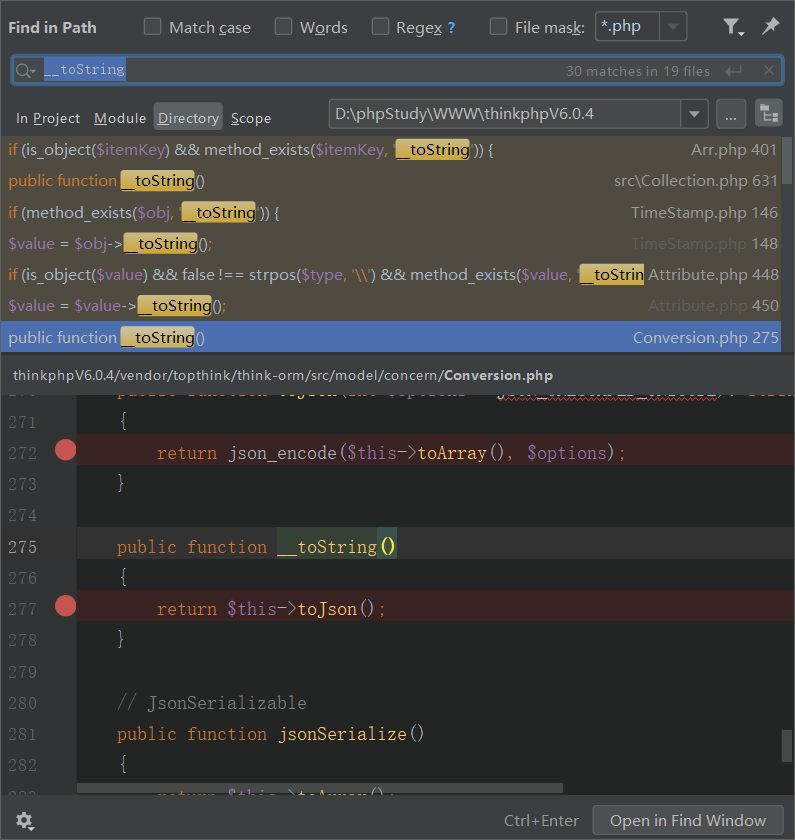 Find in Path Match case Words Regex ? File mask: *.php
__toString 30 matches in 19 files
In Project Module Directory Scope D:\phpStudy\WWW\thinkphpV6.0.4 ...
if (is_object($itemKey) && method_exists($itemKey, '__toString')) { Arr.php 401
public function __toString() src\Collection.php 631
if (method_exists($obj, '__toString')) { TimeStamp.php 146
$value = $obj->__toString(); TimeStamp.php 148
if (is_object($value) && false !== strpos($type, '\\') && method_exists($value, '__toStrin Attribute.php 448
$value = $value->__toString(); Attribute.php 450
public function __toString() Conversion.php 275
thinkphpV6.0.4/vendor/topthink/think-orm/src/model/concern/Conversion.php
271 {
272 return json_encode($this->toArray(), $options);
273 }
274
275 public function __toString()
276 {
277 return $this->toJson();
278 }
279
280 // JsonSerializable
281 public function jsonSerialize()
282 {
return $this->toArray();
Ctrl+Enter Open in Find Window